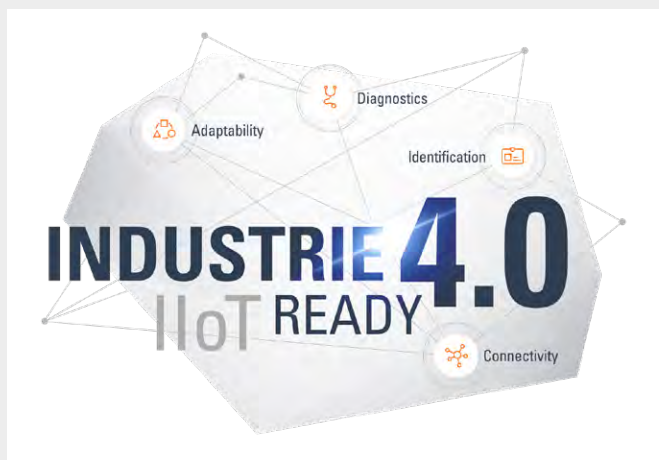 Diagnostics
Adaptability
Identification
INDUSTRIE 4.0
IIoT READY
Connectivity